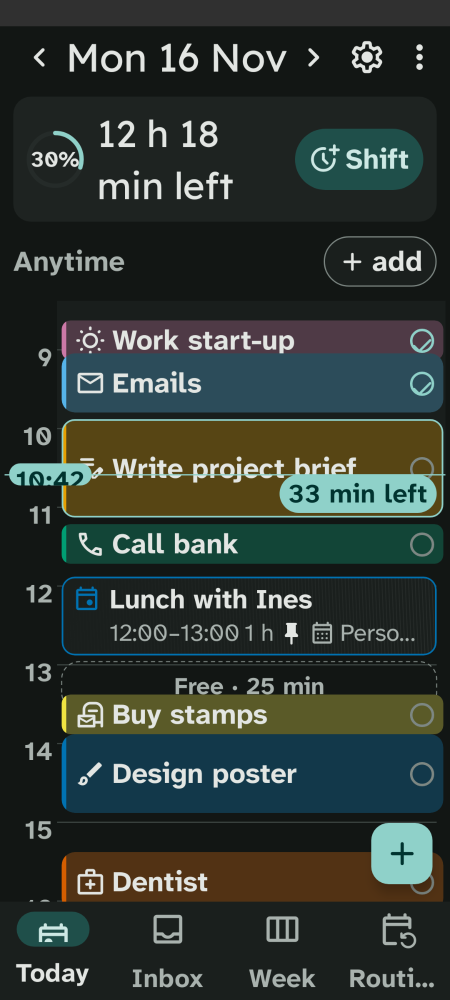 Mon 16 Nov
30%
12 h 18
min left
Shift
Anytime
+ add
9
Work start-up
Emails
10
Write project brief
10:42
33 min left
11
Call bank
12
Lunch with Ines
12:00–13:00 1 h
Perso...
13
Free · 25 min
Buy stamps
14
Design poster
15
Dentist
Today
Inbox
Week
Routi...